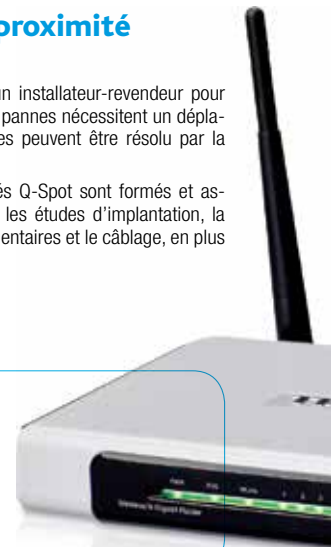 proximité
un installateur-revendeur pour
pannes nécessitent un dépla-
es peuvent être résolu par la
és Q-Spot sont formés et as-
les études d'implantation, la
entaires et le câblage, en plus